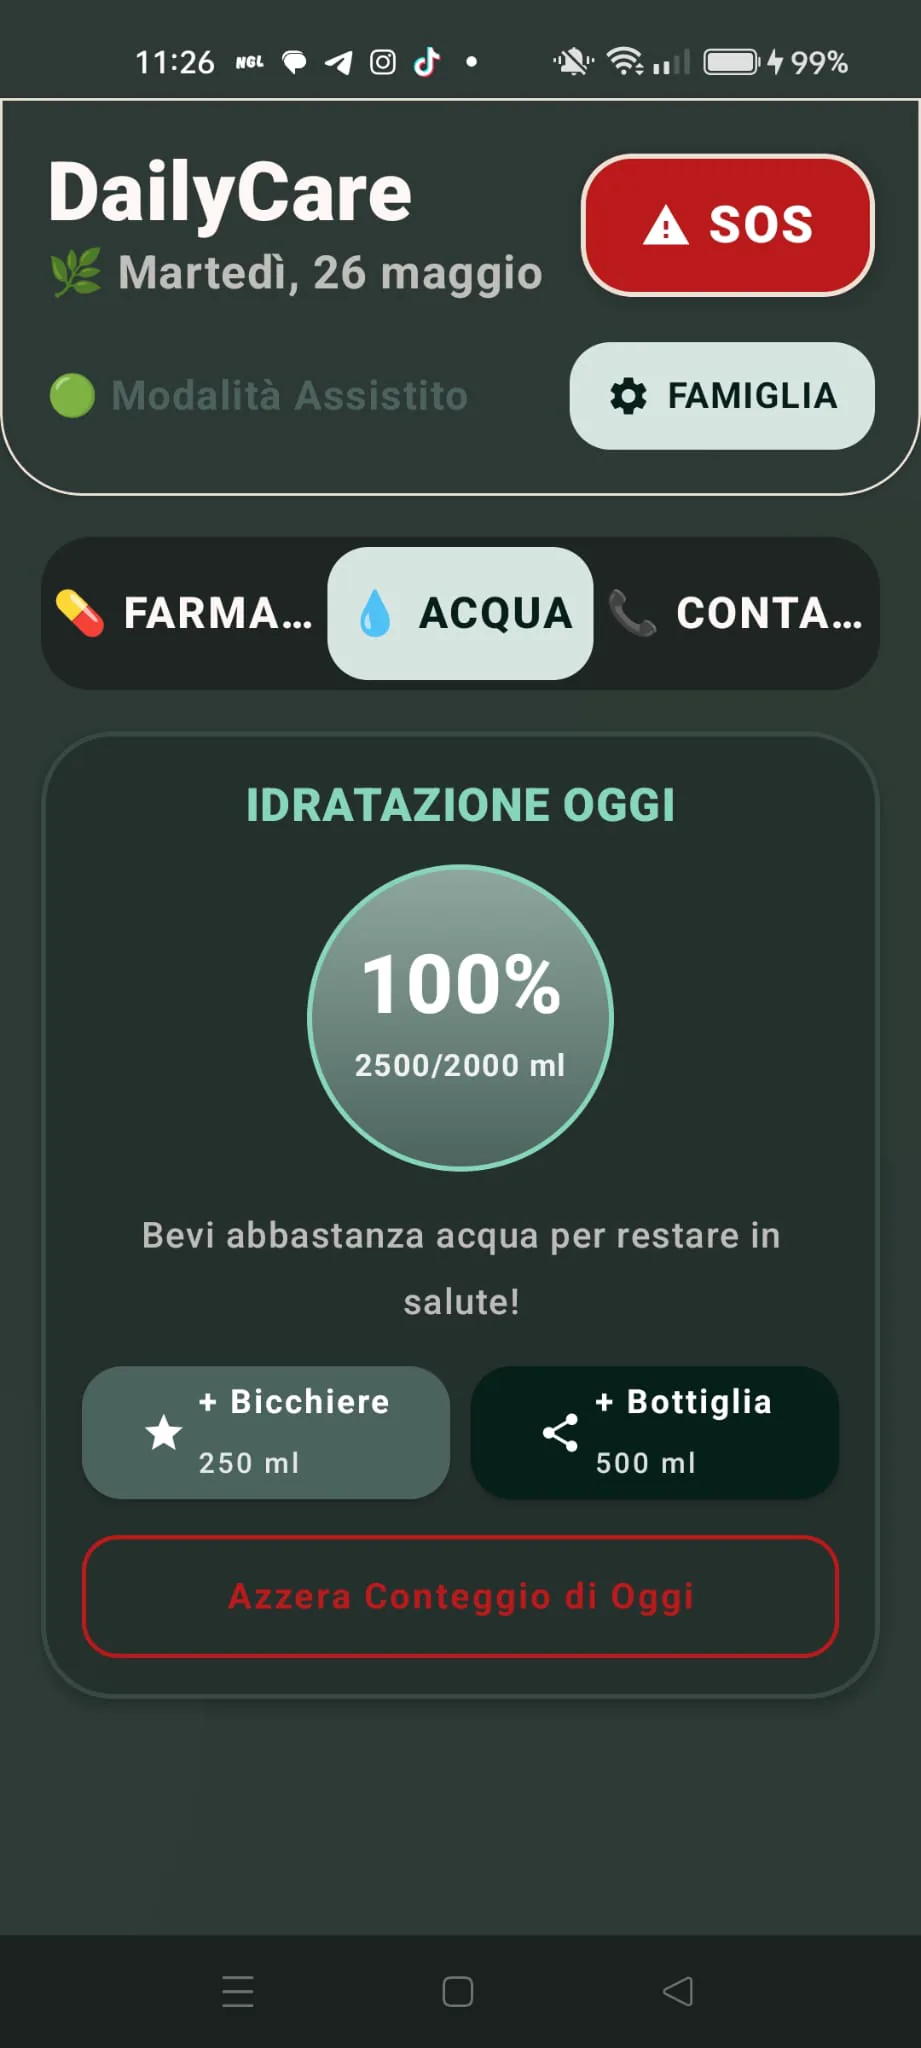 11:26 NGL 99%
DailyCare
SOS
🌿 Martedì, 26 maggio
Modalità Assistito
FAMIGLIA
FARMA...
ACQUA
CONTA...
IDRATAZIONE OGGI
100%
2500/2000 ml
Bevi abbastanza acqua per restare in
salute!
+ Bicchiere
250 ml
+ Bottiglia
500 ml
Azzera Conteggio di Oggi